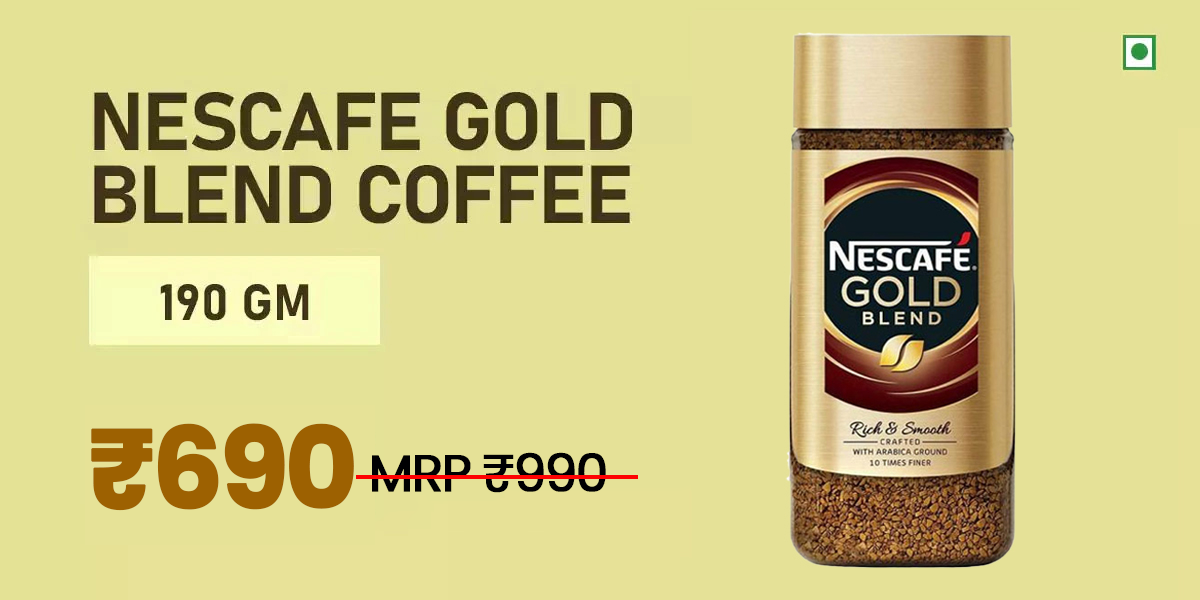 NESCAFE GOLD
BLEND COFFEE
190 GM
₹690 MRP ₹990
NESCAFÉ.
GOLD
BLEND
Rich & Smooth
CRAFTED
WITH ARABICA GROUND
10 TIMES FINER